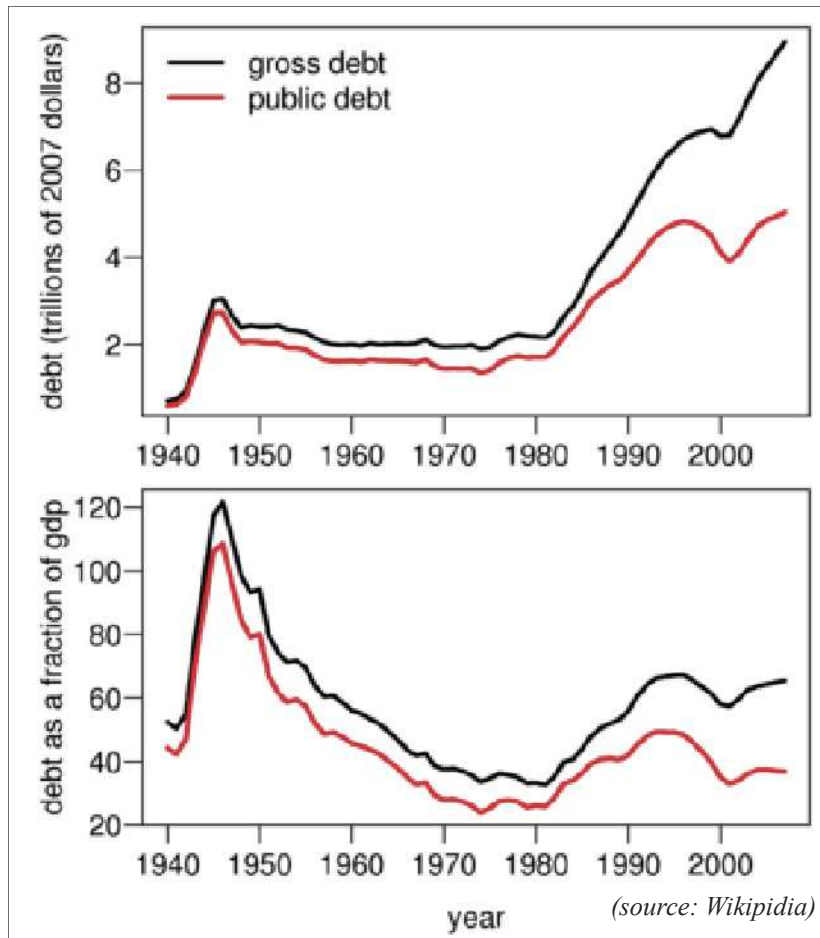 debt (trillions of 2007 dollars)
gross debt
public debt
8
6
4
2
1940 1950 1960 1970 1980 1990 2000
debt as a fraction of gdp
120
100
80
60
40
20
1940 1950 1960 1970 1980 1990 2000
year
(source: Wikipidia)